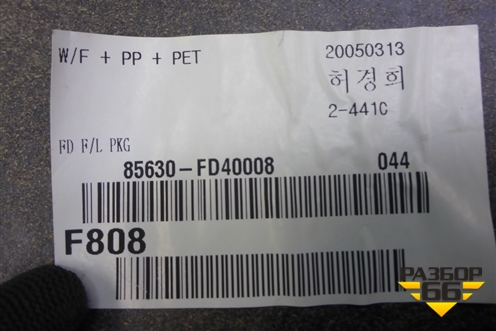 W/F + PP + PET 20050313
허경희
2-441C
FD F/L PKG
85630-FD40008 044
F808
РАЗБОР
66